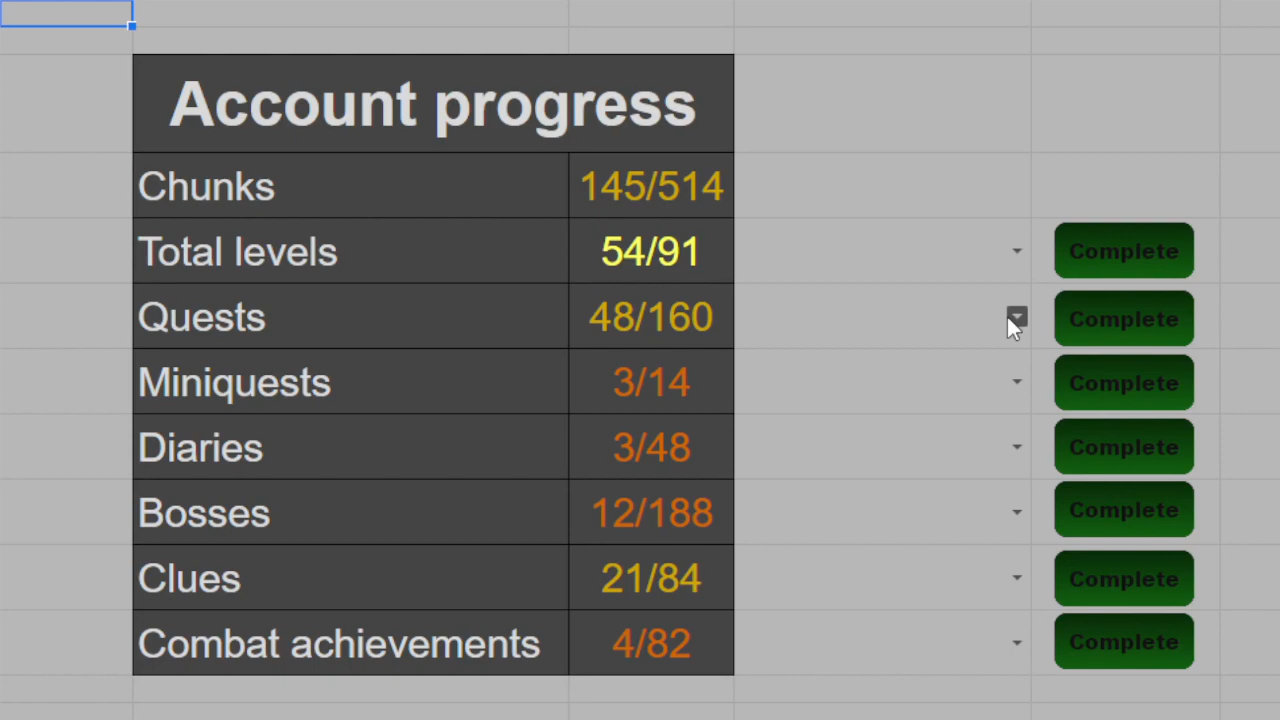 Account progress
Chunks 145/514
Total levels 54/91 Complete
Quests 48/160 Complete
Miniquests 3/14 Complete
Diaries 3/48 Complete
Bosses 12/188 Complete
Clues 21/84 Complete
Combat achievements 4/82 Complete